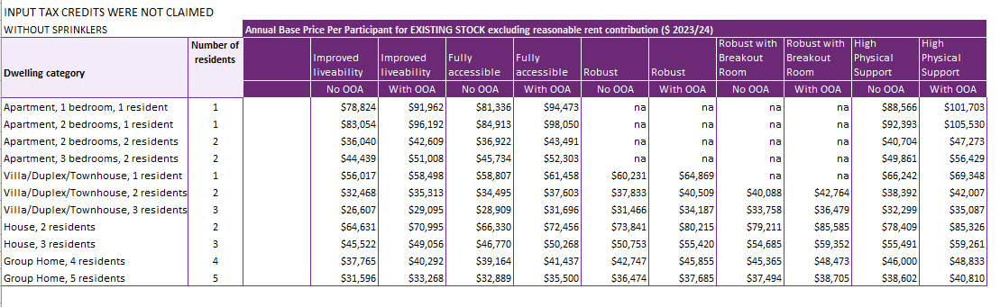 INPUT TAX CREDITS WERE NOT CLAIMED
WITHOUT SPRINKLERS Annual Base Price Per Participant for EXISTING STOCK excluding reasonable rent contribution ($ 2023/24)
Dwelling category Number of residents Improved liveability Improved liveability Fully accessible Fully accessible Robust Robust Robust with Breakout Room Robust with Breakout Room High Physical Support High Physical Support
No OOA With OOA No OOA With OOA No OOA With OOA No OOA With OOA No OOA With OOA
Apartment, 1 bedroom, 1 resident 1 $78,824 $91,962 $81,336 $94,473 na na na na $88,566 $101,703
Apartment, 2 bedrooms, 1 resident 1 $83,054 $96,192 $84,913 $98,050 na na na na $92,393 $105,530
Apartment, 2 bedrooms, 2 residents 2 $36,040 $42,609 $36,922 $43,491 na na na na $40,704 $47,273
Apartment, 3 bedrooms, 2 residents 2 $44,439 $51,008 $45,734 $52,303 na na na na $49,861 $56,429
Villa/Duplex/Townhouse, 1 resident 1 $56,017 $58,498 $58,807 $61,458 $60,231 $64,869 na na $66,242 $69,348
Villa/Duplex/Townhouse, 2 residents 2 $32,468 $35,313 $34,495 $37,603 $37,833 $40,509 $40,088 $42,764 $38,392 $42,007
Villa/Duplex/Townhouse, 3 residents 3 $26,607 $29,095 $28,909 $31,696 $31,466 $34,187 $33,758 $36,479 $32,299 $35,087
House, 2 residents 2 $64,631 $70,995 $66,330 $72,456 $73,841 $80,215 $79,211 $85,585 $78,409 $85,326
House, 3 residents 3 $45,522 $49,056 $46,770 $50,268 $50,753 $55,420 $54,685 $59,352 $55,491 $59,261
Group Home, 4 residents 4 $37,765 $40,292 $39,164 $41,437 $42,747 $45,855 $45,365 $48,473 $46,000 $48,833
Group Home, 5 residents 5 $31,596 $33,268 $32,889 $35,500 $36,474 $37,685 $37,494 $38,705 $38,602 $40,810